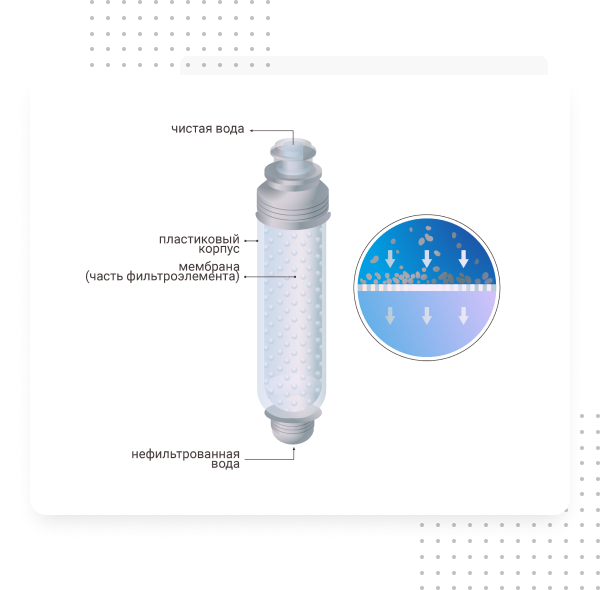 чистая вода
пластиковый
корпус
мембрана
(часть фильтроэлемента)
нефильтрованная
вода